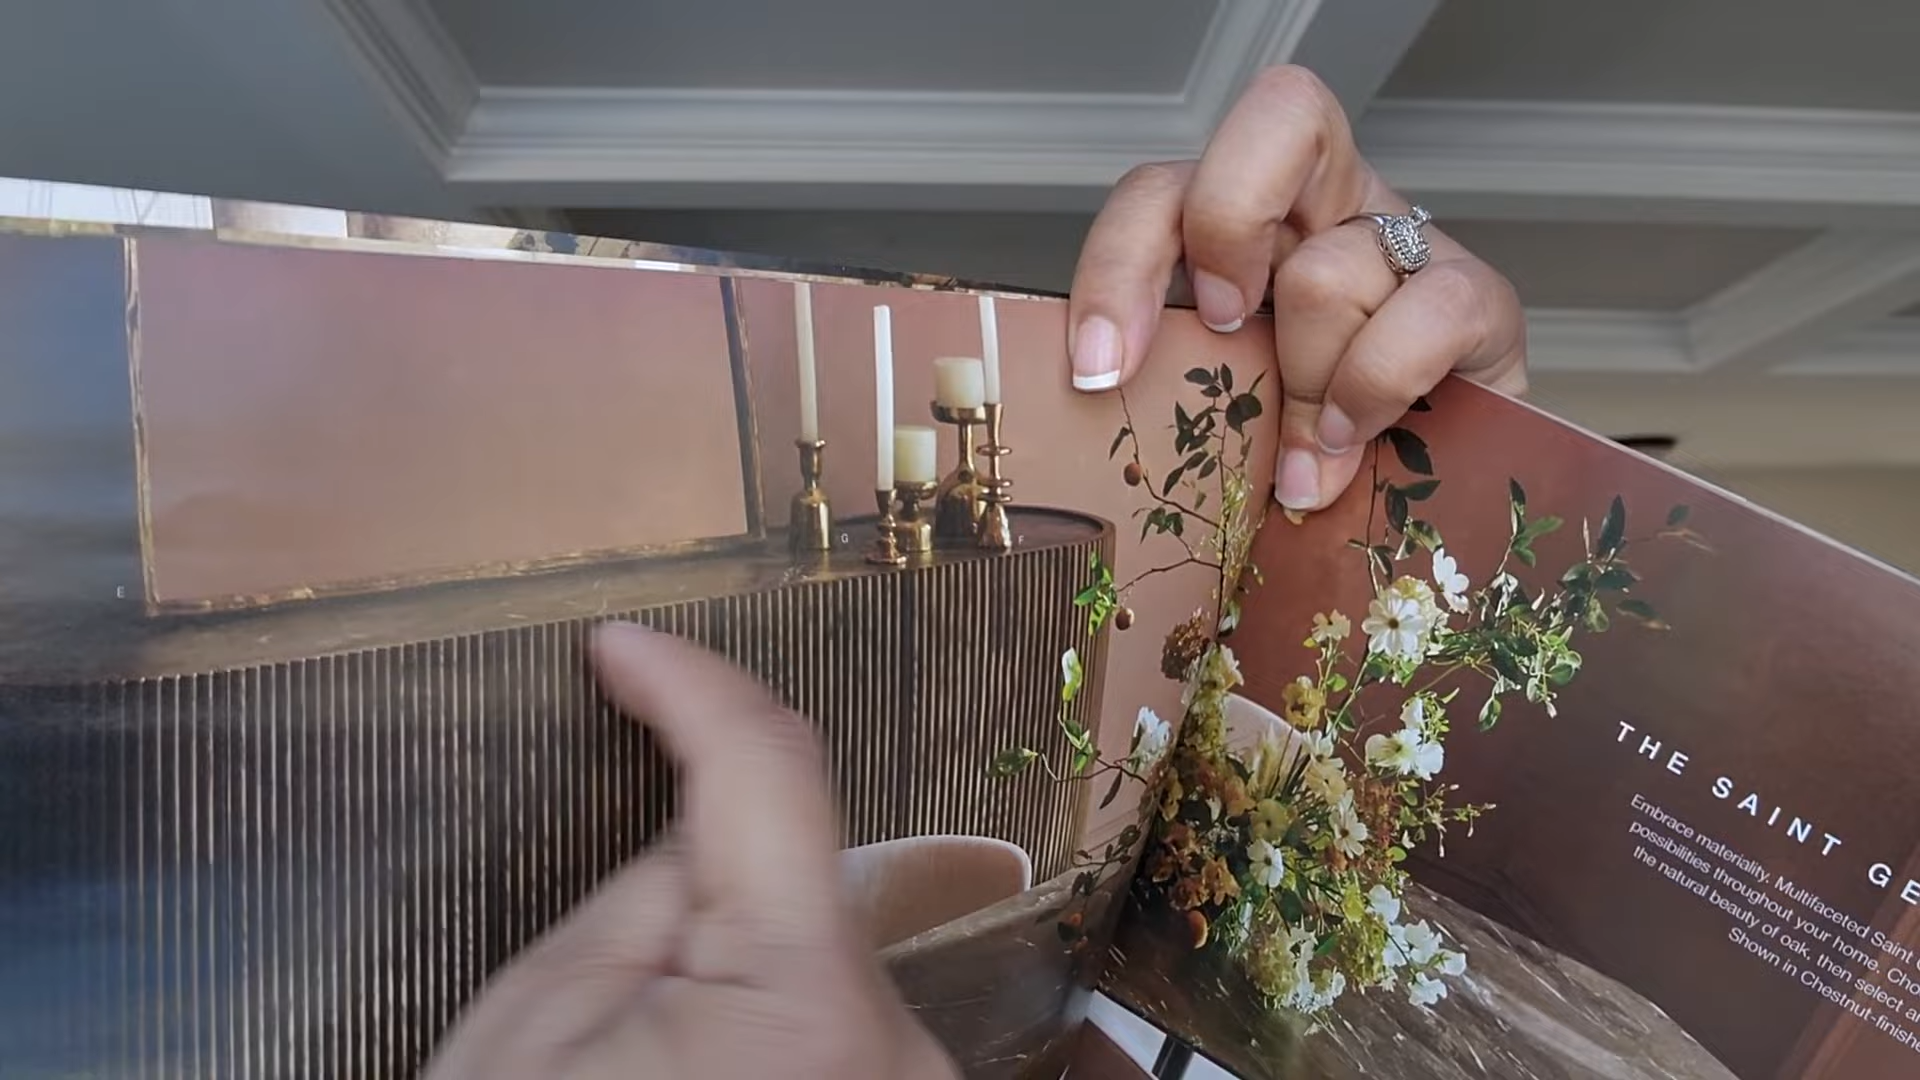 E
G
F
THE SAINT GE
Embrace materiality. Multifaceted Saint
possibilities throughout your home. Cho
the natural beauty of oak, then select a
Shown in Chestnut-finishe